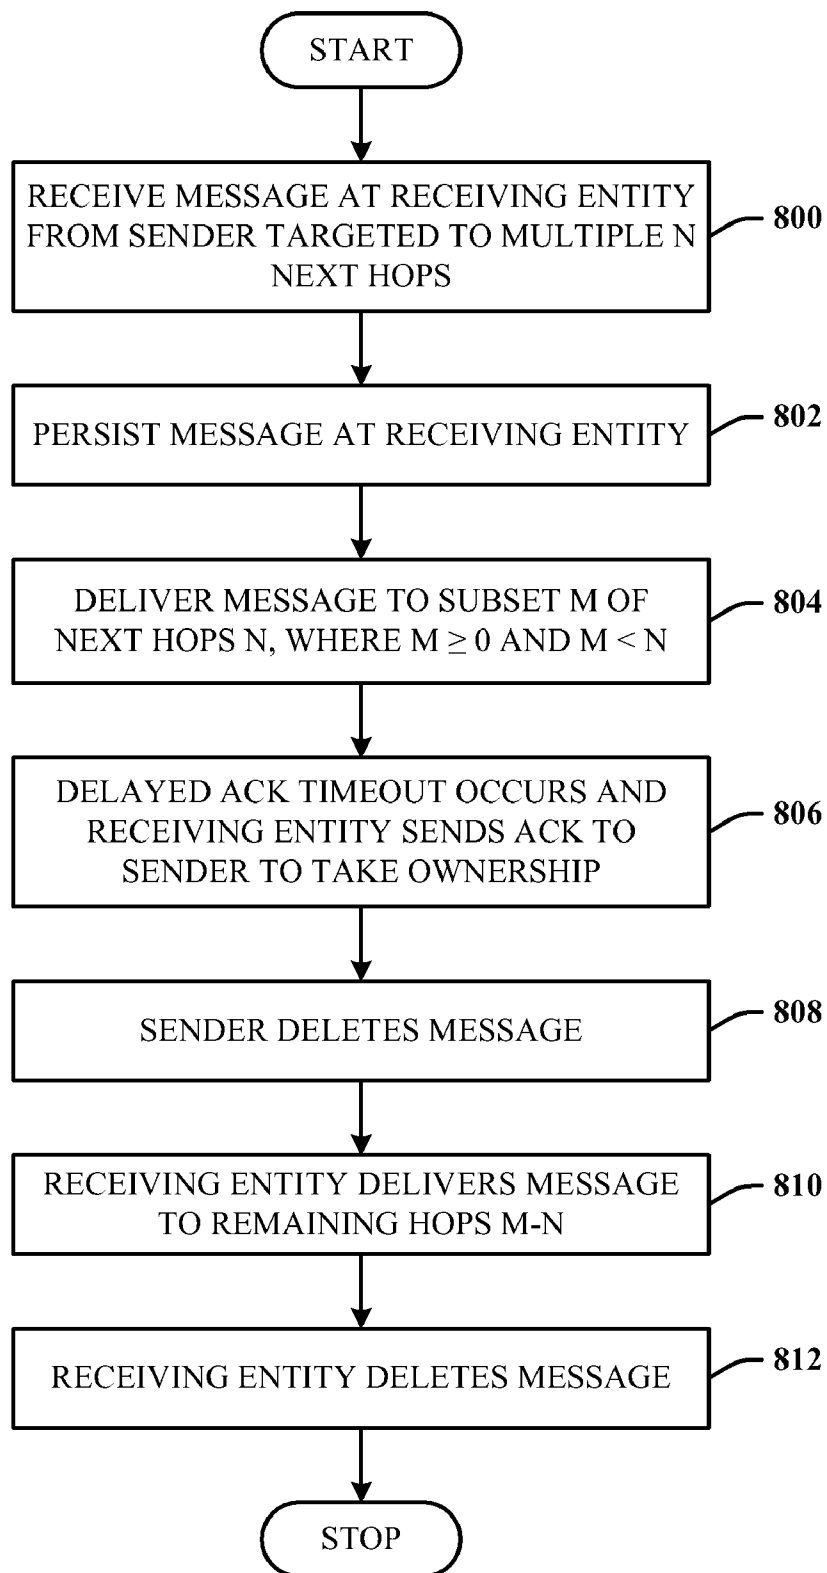 START
RECEIVE MESSAGE AT RECEIVING ENTITY
FROM SENDER TARGETED TO MULTIPLE N
NEXT HOPS
800
PERSIST MESSAGE AT RECEIVING ENTITY
802
DELIVER MESSAGE TO SUBSET M OF
NEXT HOPS N, WHERE M ≥ 0 AND M < N
804
DELAYED ACK TIMEOUT OCCURS AND
RECEIVING ENTITY SENDS ACK TO
SENDER TO TAKE OWNERSHIP
806
SENDER DELETES MESSAGE
808
RECEIVING ENTITY DELIVERS MESSAGE
TO REMAINING HOPS M-N
810
RECEIVING ENTITY DELETES MESSAGE
812
STOP